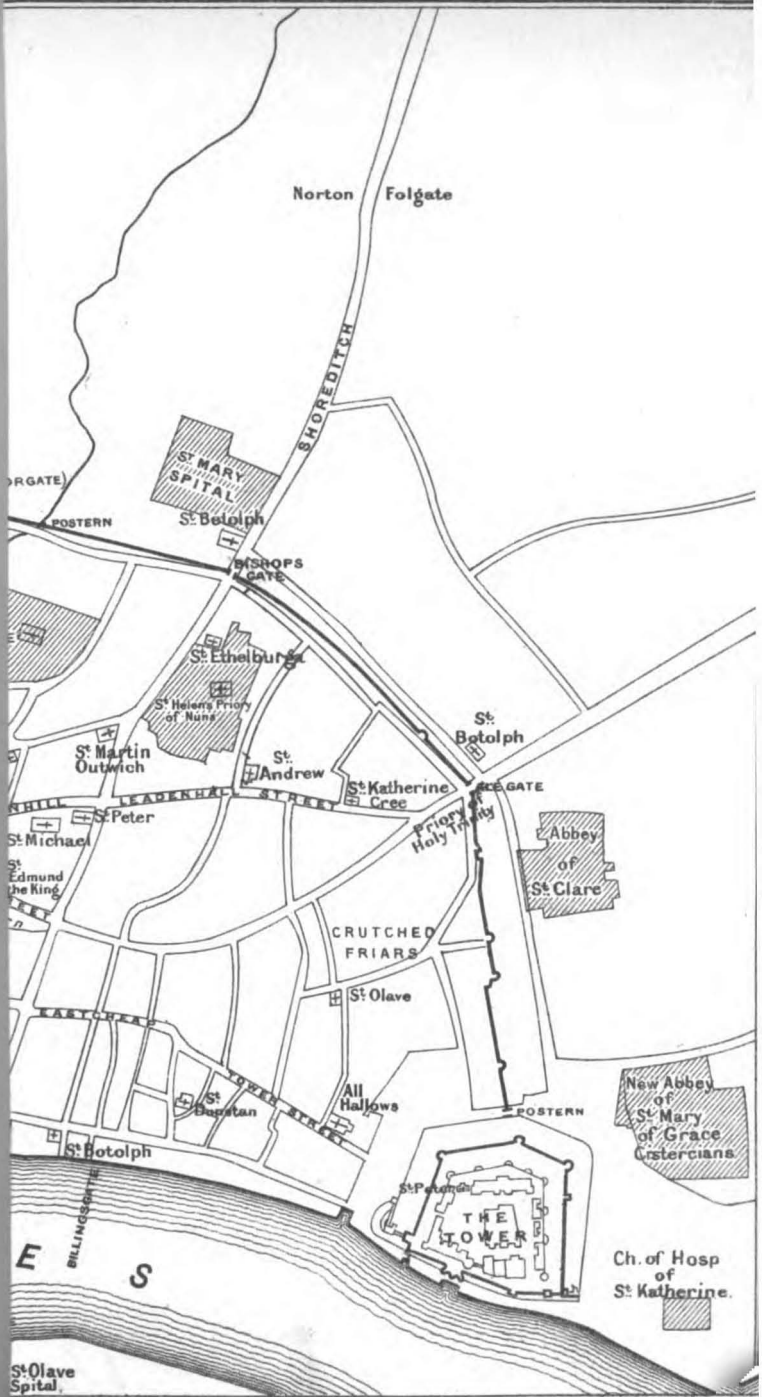 Norton Folgate
SHOREDITCH
ST MARY
SPITAL
ORGATE)
POSTERN
St. Botolph
BISHOPS
GATE
St. Ethelburga
St. Helen's Priory
of Nuns
St. Martin
Outwich
St.
Andrew
St. Katherine
Cree
St.
Botolph
ALEGATE
Priory of
Holy Trinity
NHILL LEADENHALL STREET
St. Peter
St. Michael
St.
Edmund
the King
REET
Abbey
of
St. Clare
CRUTCHED
FRIARS
St. Olave
EASTCHEAP
TOWER STREET
St.
Dunstan
All
Hallows
POSTERN
New Abbey
of
St. Mary
of Grace
Cistercians
St. Botolph
BILLINGSGATE
St. Peter
THE
TOWER
Ch. of Hosp
of
St. Katherine.
E S
St. Olave
Spital.